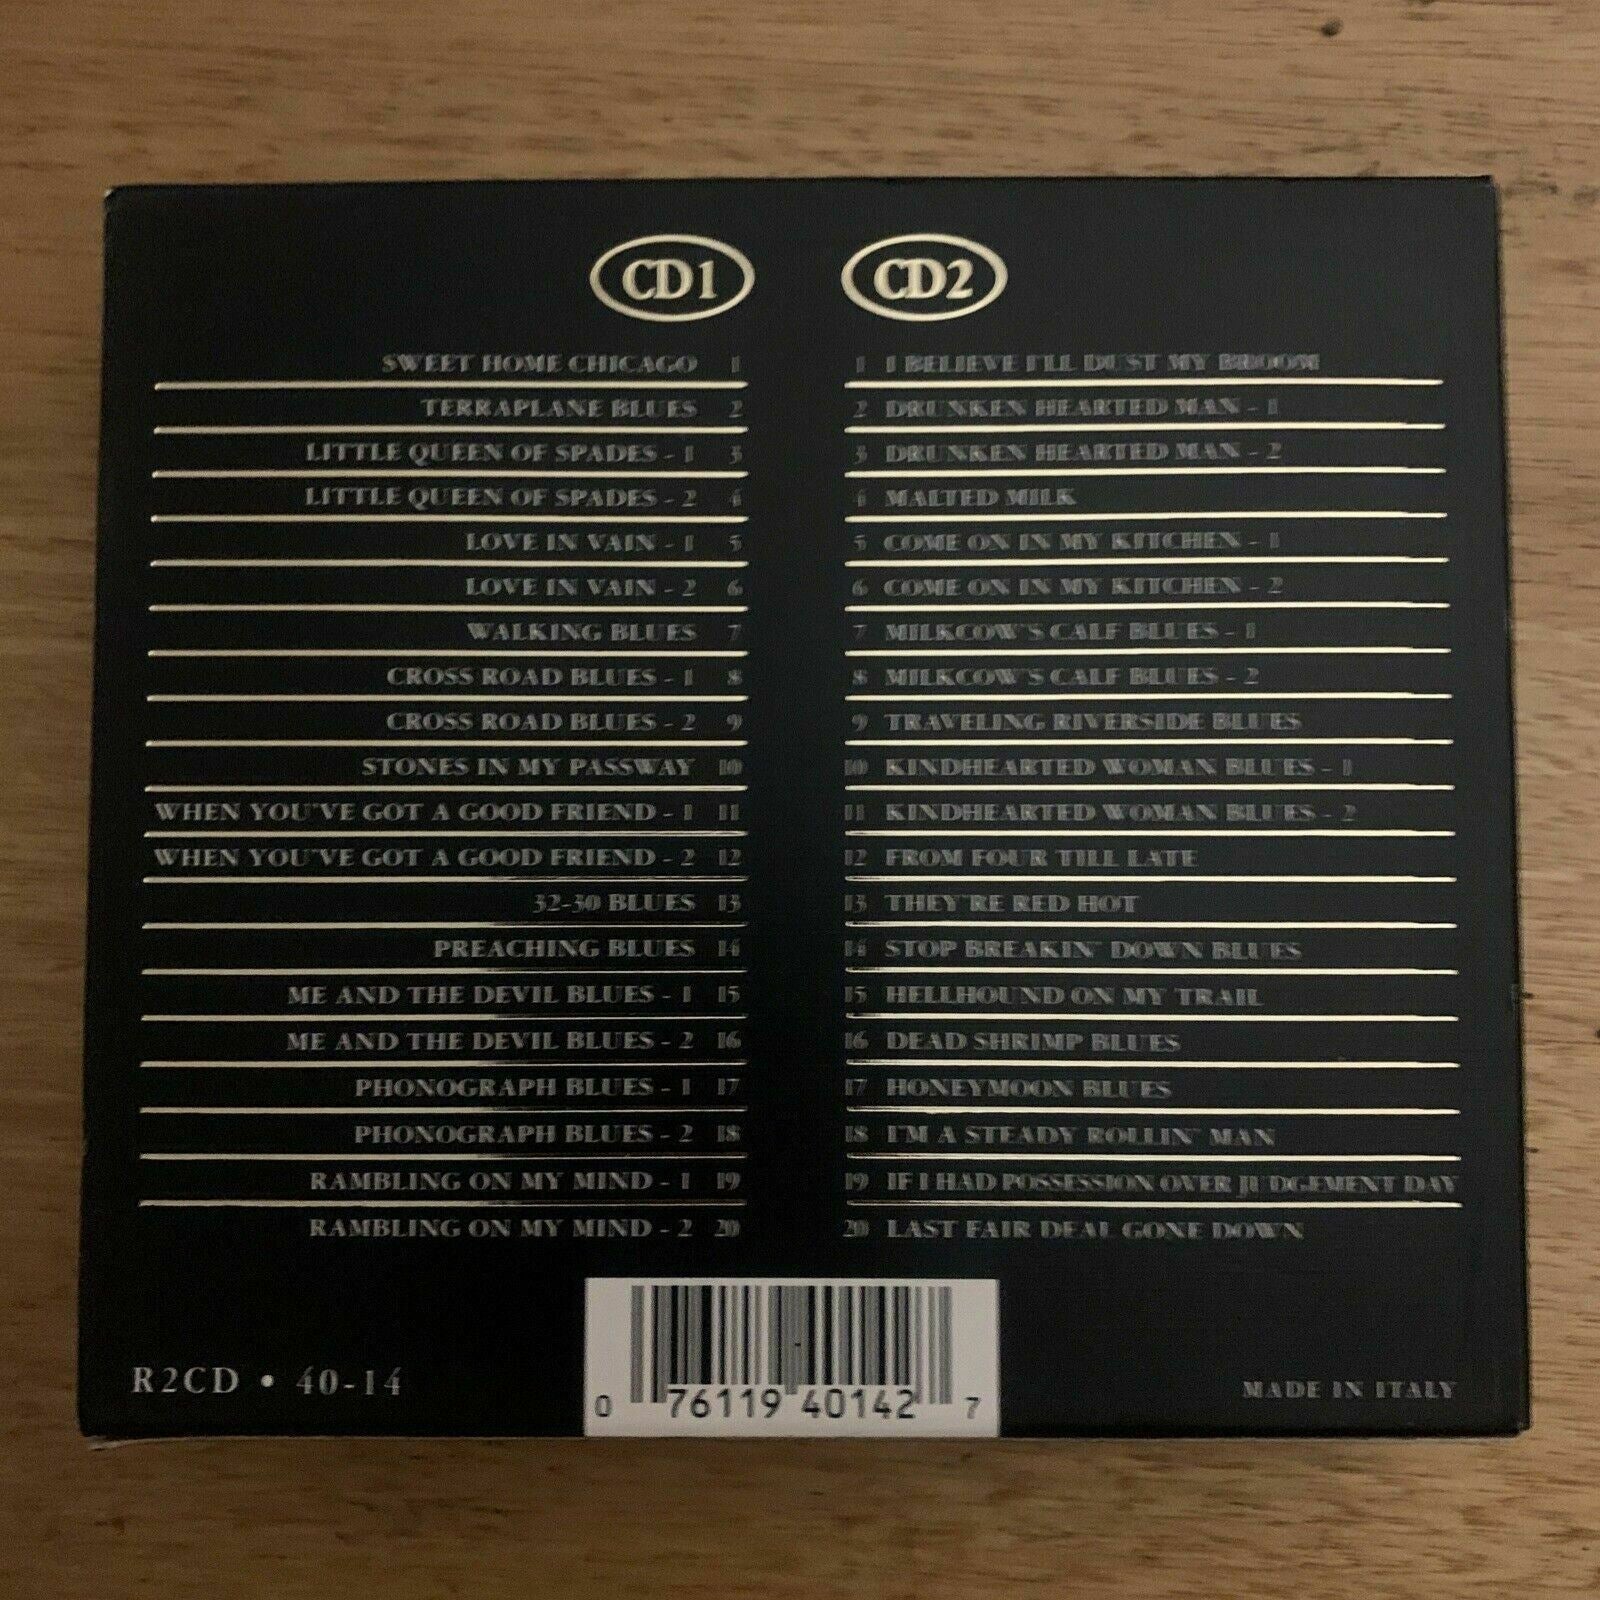 CD1
SWEET HOME CHICAGO 1
TERRAPLANE BLUES 2
LITTLE QUEEN OF SPADES - 1 3
LITTLE QUEEN OF SPADES - 2 4
LOVE IN VAIN - 1 5
LOVE IN VAIN - 2 6
WALKING BLUES 7
CROSS ROAD BLUES - 1 8
CROSS ROAD BLUES - 2 9
STONES IN MY PASSWAY 10
WHEN YOU'VE GOT A GOOD FRIEND - 1 11
WHEN YOU'VE GOT A GOOD FRIEND - 2 12
32-30 BLUES 13
PREACHING BLUES 14
ME AND THE DEVIL BLUES - 1 15
ME AND THE DEVIL BLUES - 2 16
PHONOGRAPH BLUES - 1 17
PHONOGRAPH BLUES - 2 18
RAMBLING ON MY MIND - 1 19
RAMBLING ON MY MIND - 2 20
CD2
1 I BELIEVE I'LL DUST MY BROOM
2 DRUNKEN HEARTED MAN - 1
3 DRUNKEN HEARTED MAN - 2
4 MALTED MILK
5 COME ON IN MY KITCHEN - 1
6 COME ON IN MY KITCHEN - 2
7 MILKCOW'S CALF BLUES - 1
8 MILKCOW'S CALF BLUES - 2
9 TRAVELING RIVERSIDE BLUES
10 KINDHEARTED WOMAN BLUES - 1
11 KINDHEARTED WOMAN BLUES - 2
12 FROM FOUR TILL LATE
13 THEY'RE RED HOT
14 STOP BREAKIN' DOWN BLUES
15 HELLHOUND ON MY TRAIL
16 DEAD SHRIMP BLUES
17 HONEYMOON BLUES
18 I'M A STEADY ROLLIN' MAN
19 IF I HAD POSSESSION OVER JUDGEMENT DAY
20 LAST FAIR DEAL GONE DOWN
R2CD • 40-14
0 76119 40142 7
MADE IN ITALY